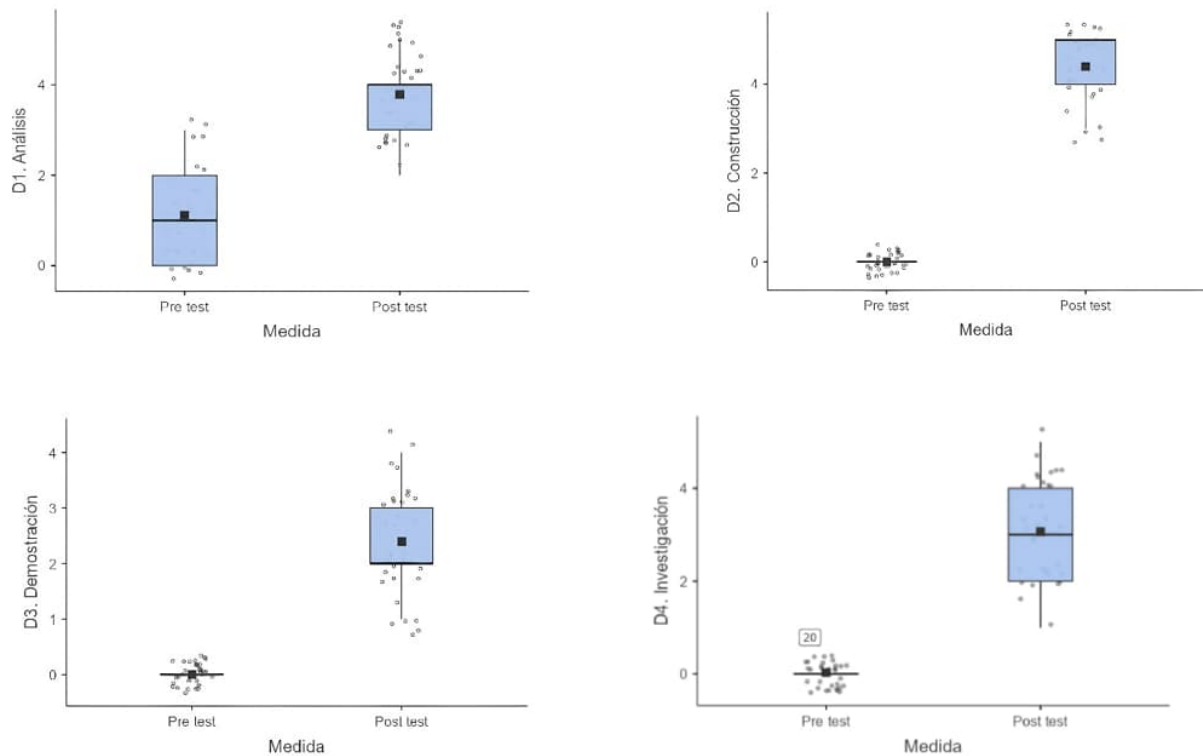 D1. Análisis
4
2
0
Pre test
Post test
Medida
D2. Construcción
4
2
0
Pre test
Post test
Medida
D3. Demostración
4
3
2
1
0
Pre test
Post test
Medida
D4. Investigación
4
2
0
20
Pre test
Post test
Medida